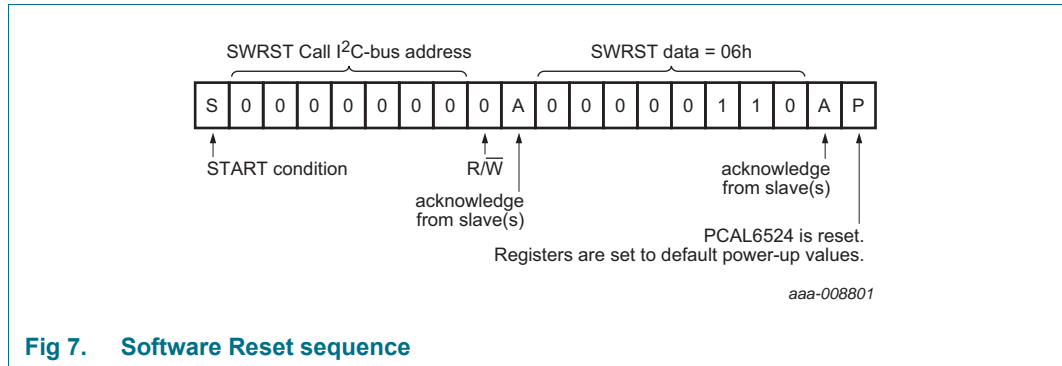 SWRST Call I²C-bus address SWRST data = 06h
S 0 0 0 0 0 0 0 0 A 0 0 0 0 0 1 1 0 A P
START condition R/W̅ acknowledge
from slave(s)
acknowledge
from slave(s)
PCAL6524 is reset.
Registers are set to default power-up values.
aaa-008801
Fig 7. Software Reset sequence